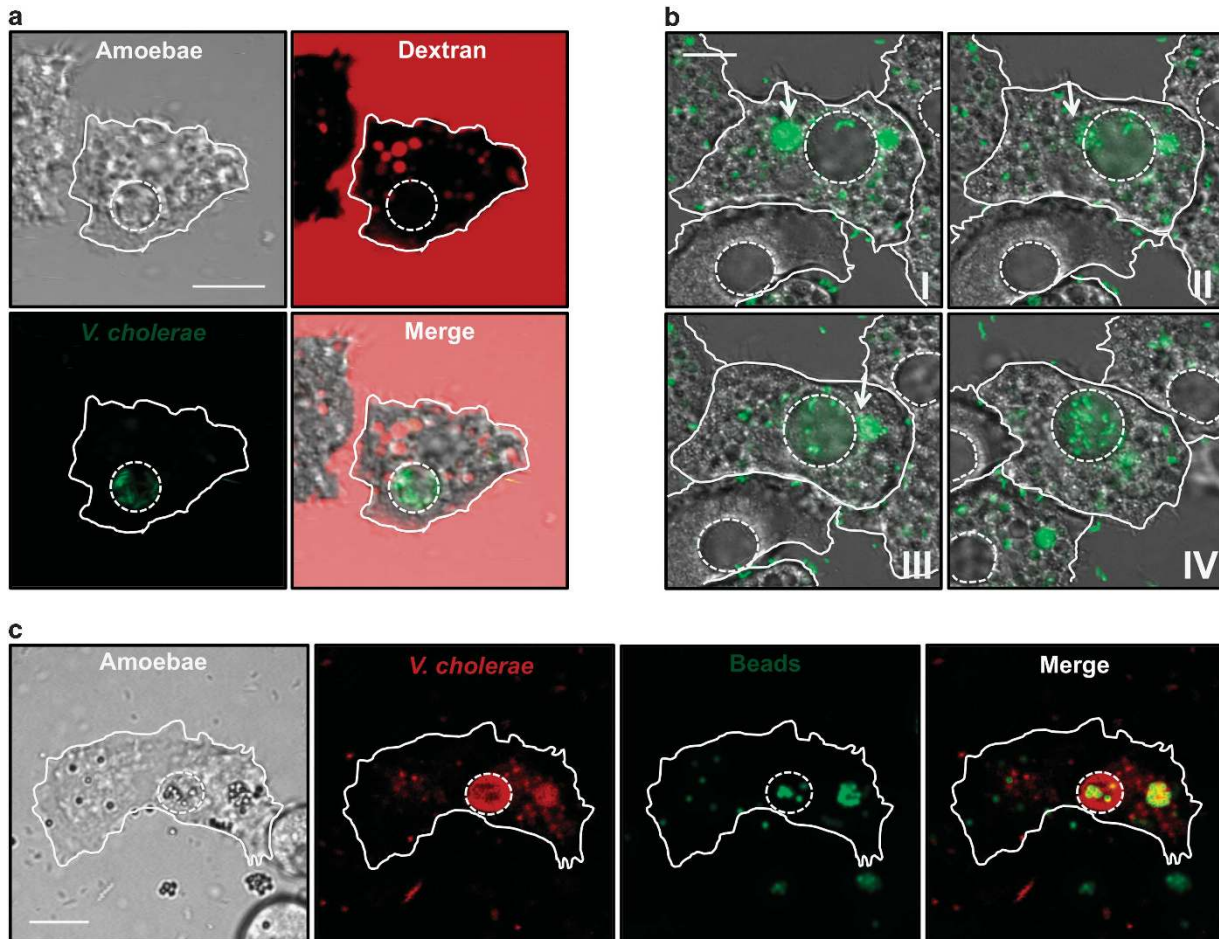 a
Amoebae
Dextran
V. cholerae
Merge
b
I
II
III
IV
c
Amoebae
V. cholerae
Beads
Merge